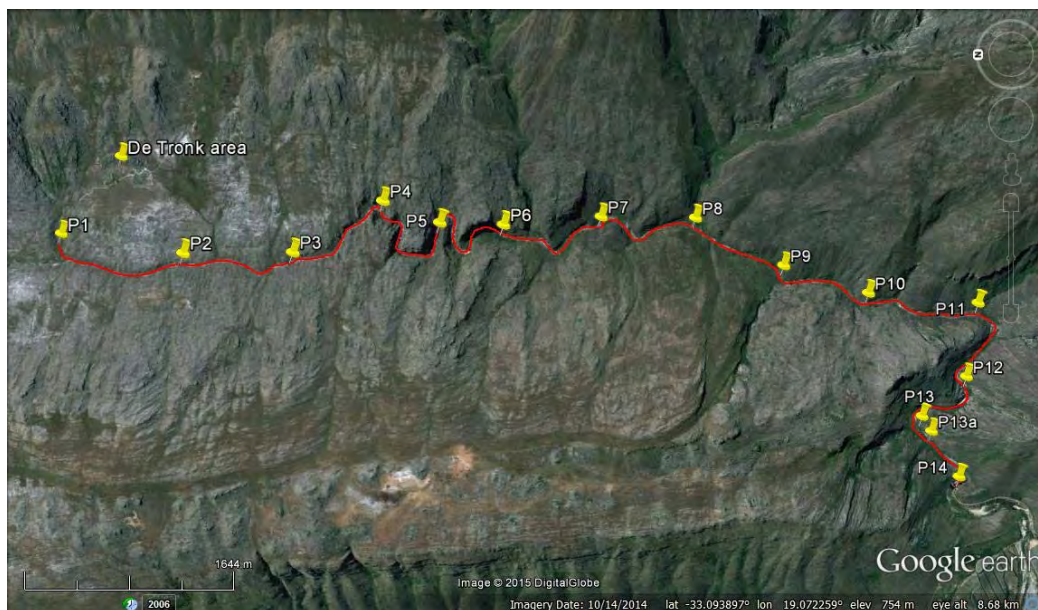 N
De Tronk area
P1
P2
P3
P4
P5
P6
P7
P8
P9
P10
P11
P12
P13
P13a
P14
1644 m
Google earth
Image © 2015 DigitalGlobe
2006
Imagery Date: 10/14/2014 lat -33.093897° lon 19.072259° elev 754 m eye alt 8.68 km